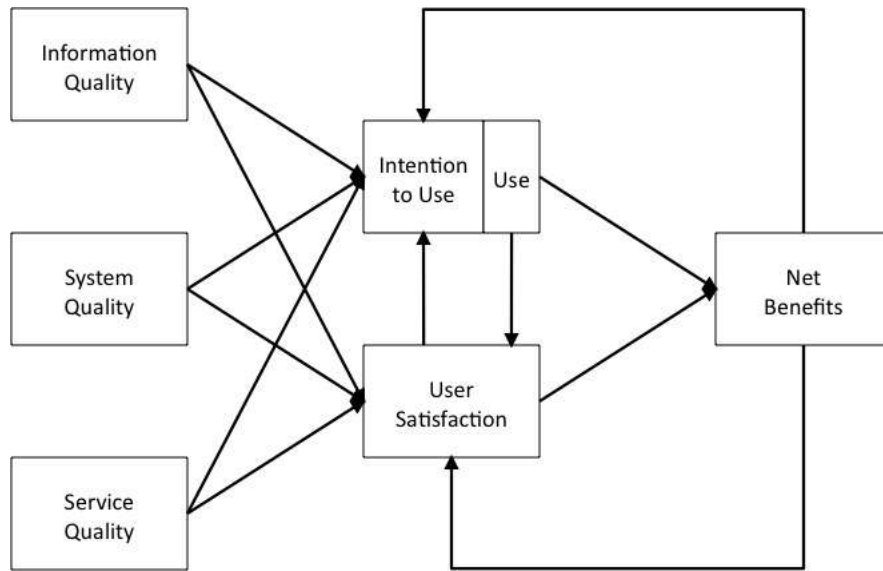 Information
Quality
Intention
to Use
Use
System
Quality
Net
Benefits
User
Satisfaction
Service
Quality